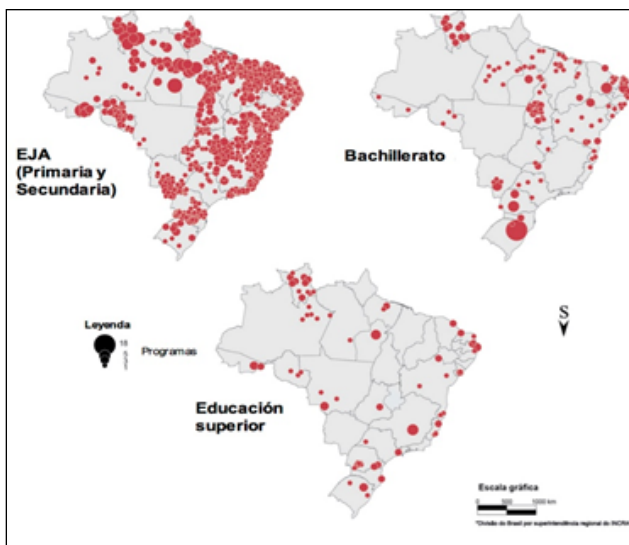 EJA
(Primaria y
Secundaria)
Bachillerato
S
Leyenda
18
Programas
Educación
superior
Escala gráfica
0 500 1000 km
*Divisão do Brasil por superintendência regional do INCRA